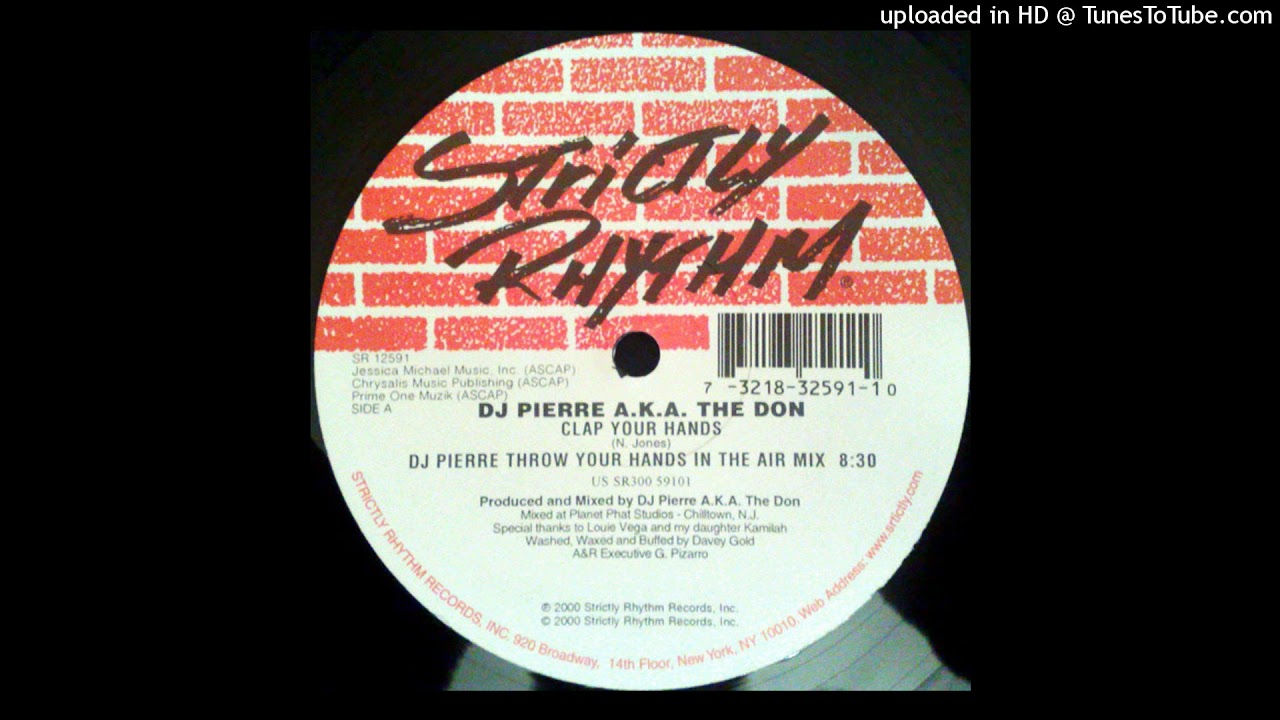 uploaded in HD @ TunesToTube.com
STRICTLY
RHYTHM®
SR 12591
Jessica Michael Music, Inc. (ASCAP)
Chrysalis Music Publishing (ASCAP)
Prime One Muzik (ASCAP)
SIDE A
7 -3218-32591-1 0
DJ PIERRE A.K.A. THE DON
CLAP YOUR HANDS
(N. Jones)
DJ PIERRE THROW YOUR HANDS IN THE AIR MIX 8:30
US SR300 59101
Produced and Mixed by DJ Pierre A.K.A. The Don
Mixed at Planet Phat Studios - Chilltown, N.J.
Special thanks to Louie Vega and my daughter Kamilah
Washed, Waxed and Buffed by Davey Gold
A&R Executive G. Pizarro
℗ 2000 Strictly Rhythm Records, Inc.
© 2000 Strictly Rhythm Records, Inc.
STRICTLY RHYTHM RECORDS, INC. 920 Broadway, 14th Floor, New York, NY 10010. Web Address: www.srticlty.com